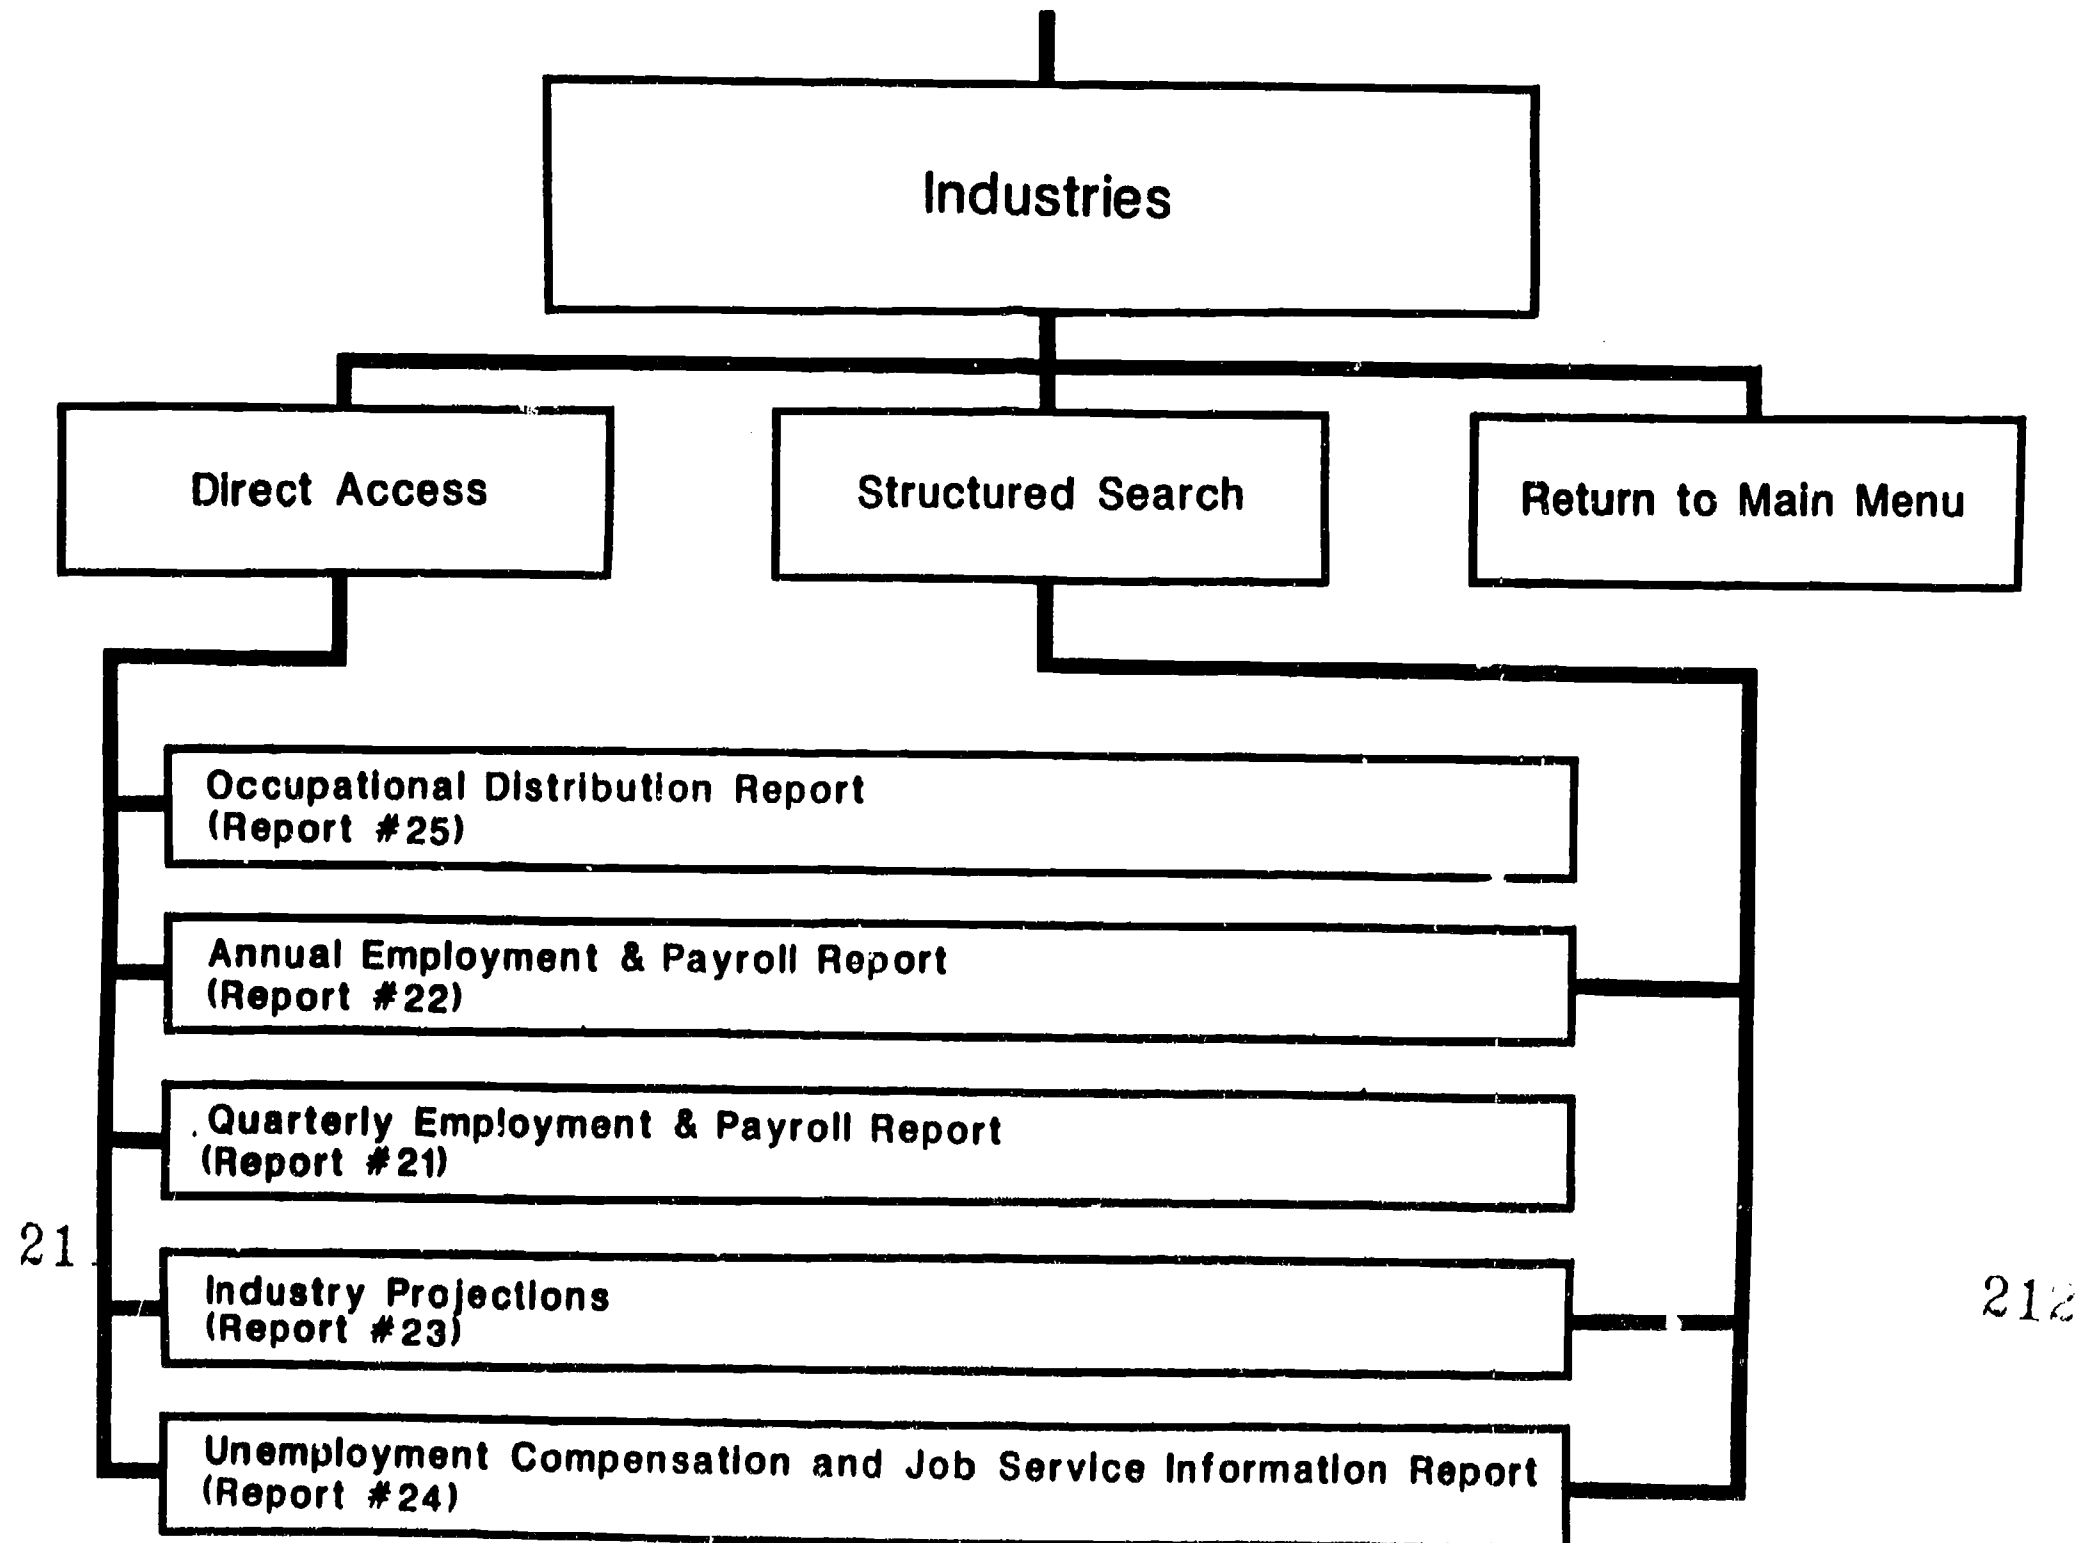 Industries
Direct Access
Structured Search
Return to Main Menu
Occupational Distribution Report
(Report #25)
Annual Employment & Payroll Report
(Report #22)
Quarterly Employment & Payroll Report
(Report #21)
21
Industry Projections
(Report #23)
212
Unemployment Compensation and Job Service Information Report
(Report #24)